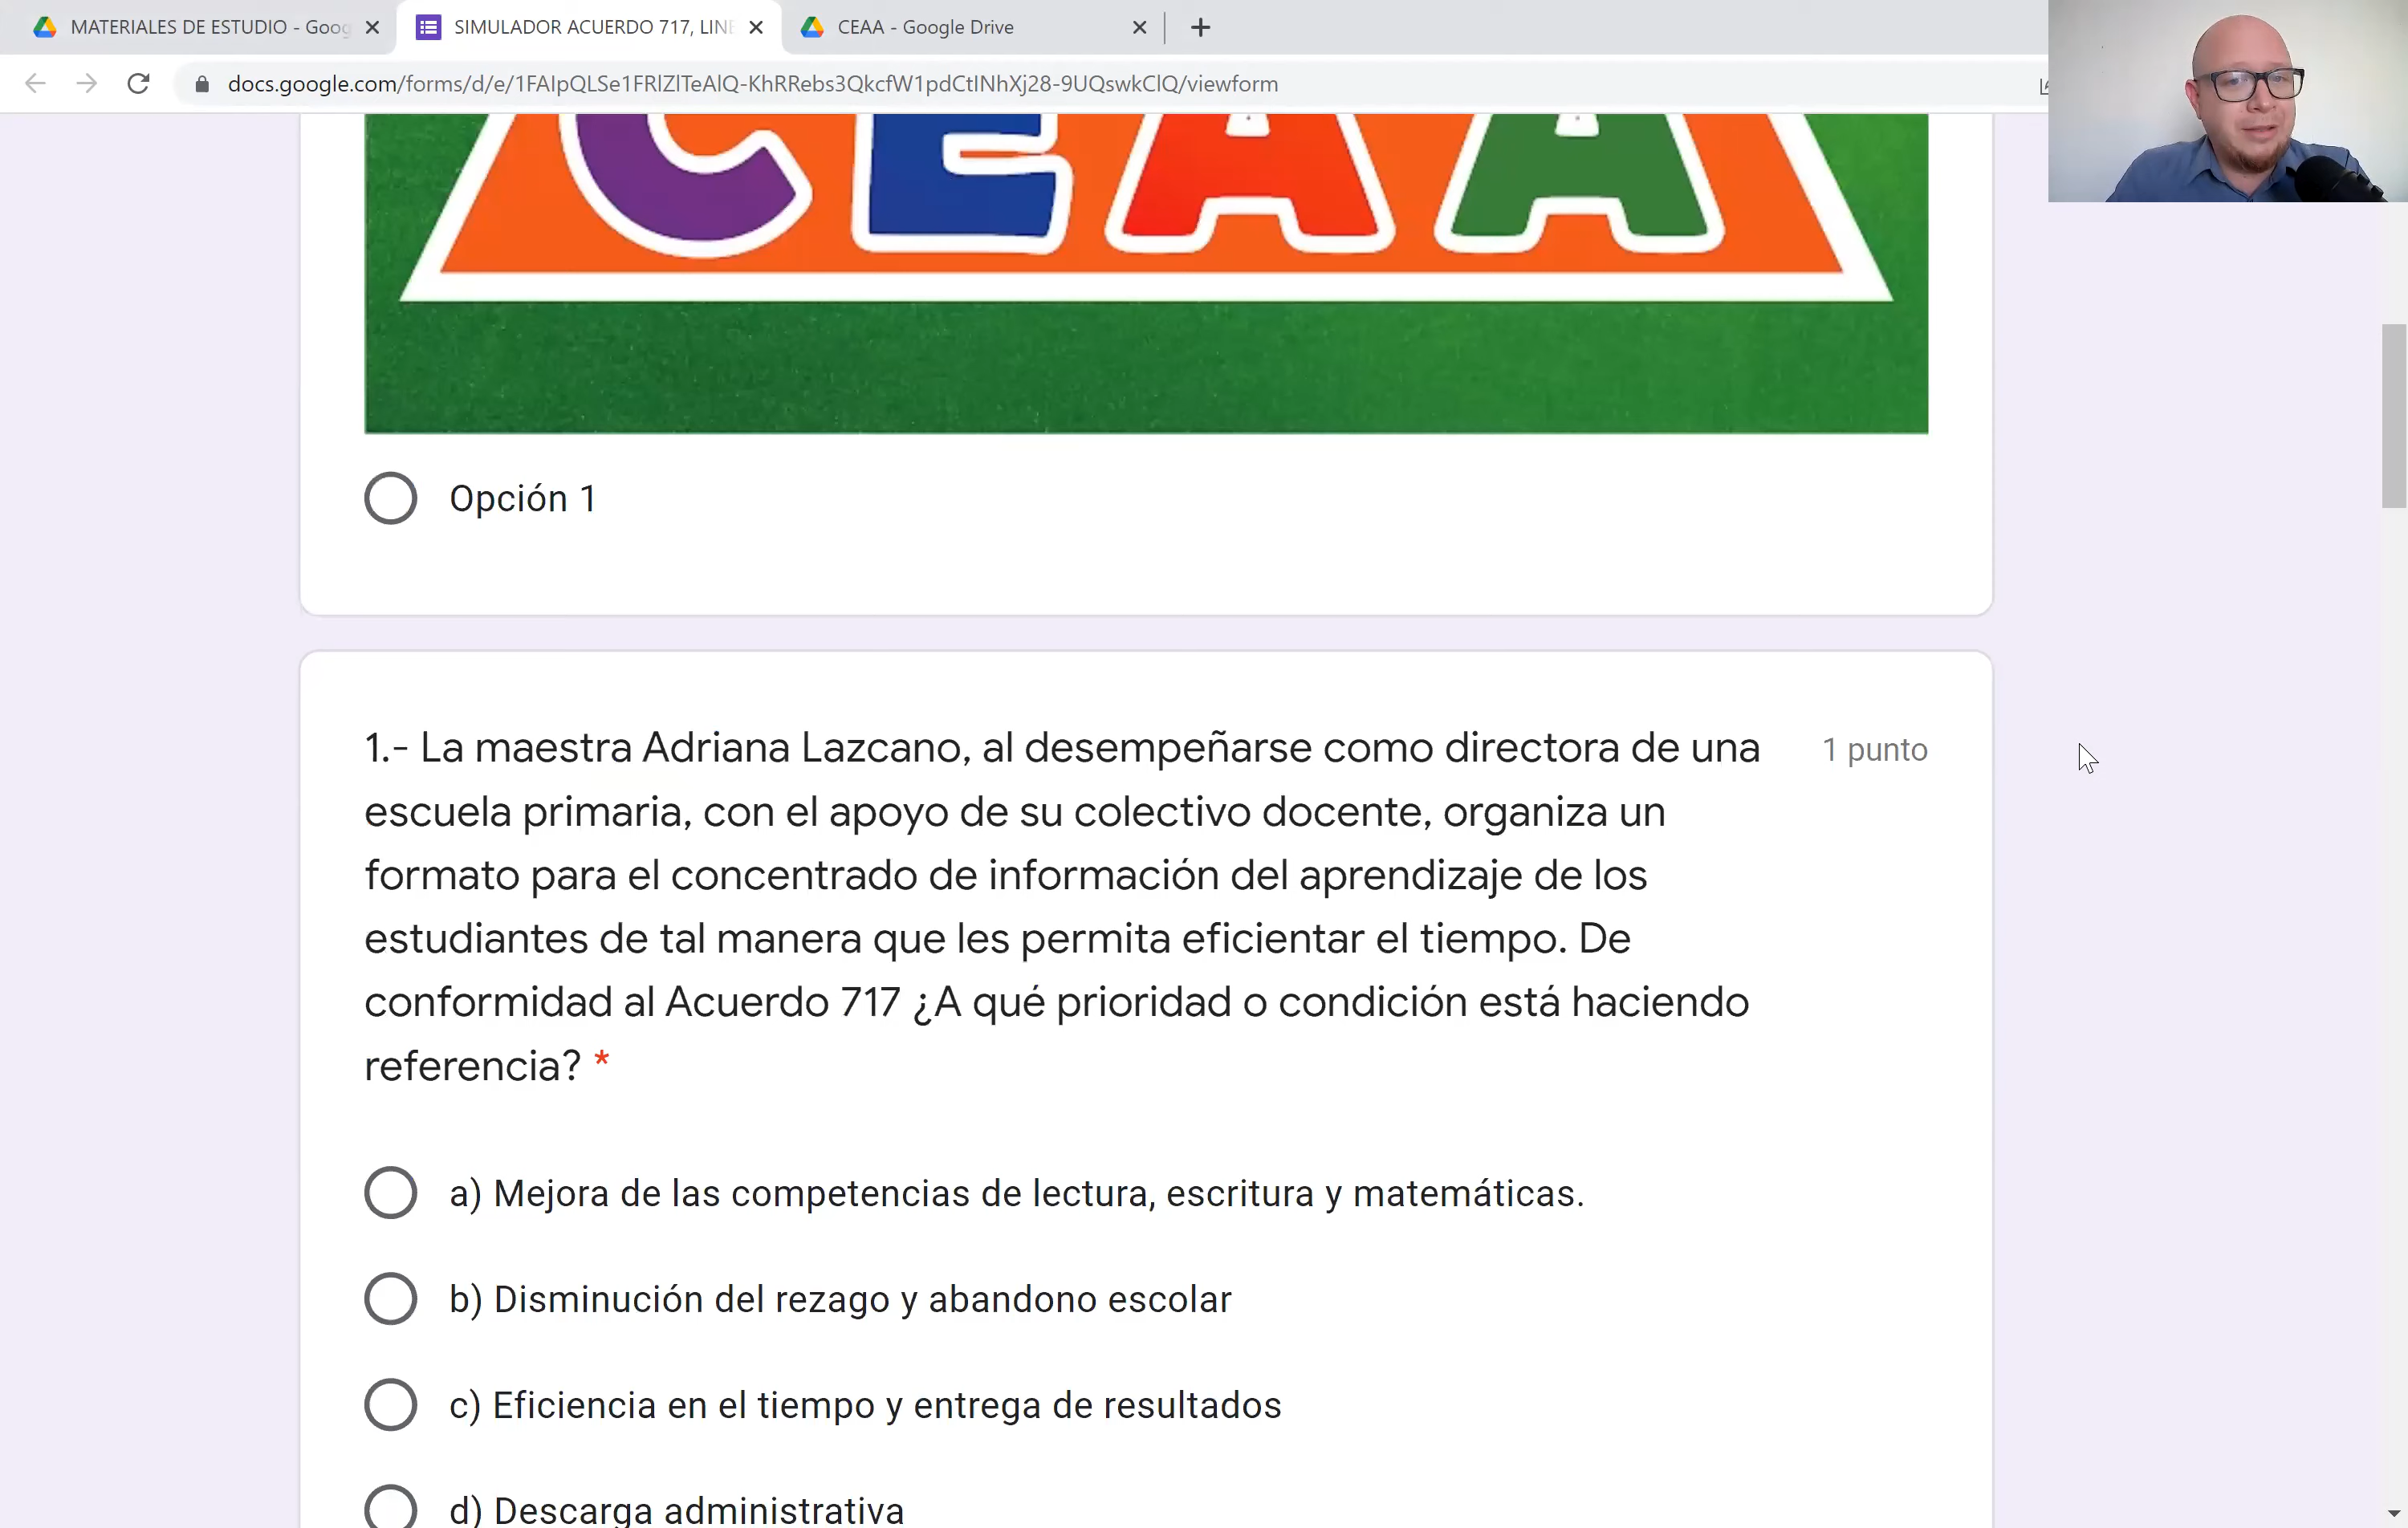 MATERIALES DE ESTUDIO - Goog
SIMULADOR ACUERDO 717, LINE
CEAA - Google Drive
docs.google.com/forms/d/e/1FAIpQLSe1FRlZlTeAlQ-KhRRebs3QkcfW1pdCtINhXj28-9UQswkClQ/viewform
CEAA
Opción 1
1.- La maestra Adriana Lazcano, al desempeñarse como directora de una
1 punto
escuela primaria, con el apoyo de su colectivo docente, organiza un
formato para el concentrado de información del aprendizaje de los
estudiantes de tal manera que les permita eficientar el tiempo. De
conformidad al Acuerdo 717 ¿A qué prioridad o condición está haciendo
referencia? *
a) Mejora de las competencias de lectura, escritura y matemáticas.
b) Disminución del rezago y abandono escolar
c) Eficiencia en el tiempo y entrega de resultados
d) Descarga administrativa